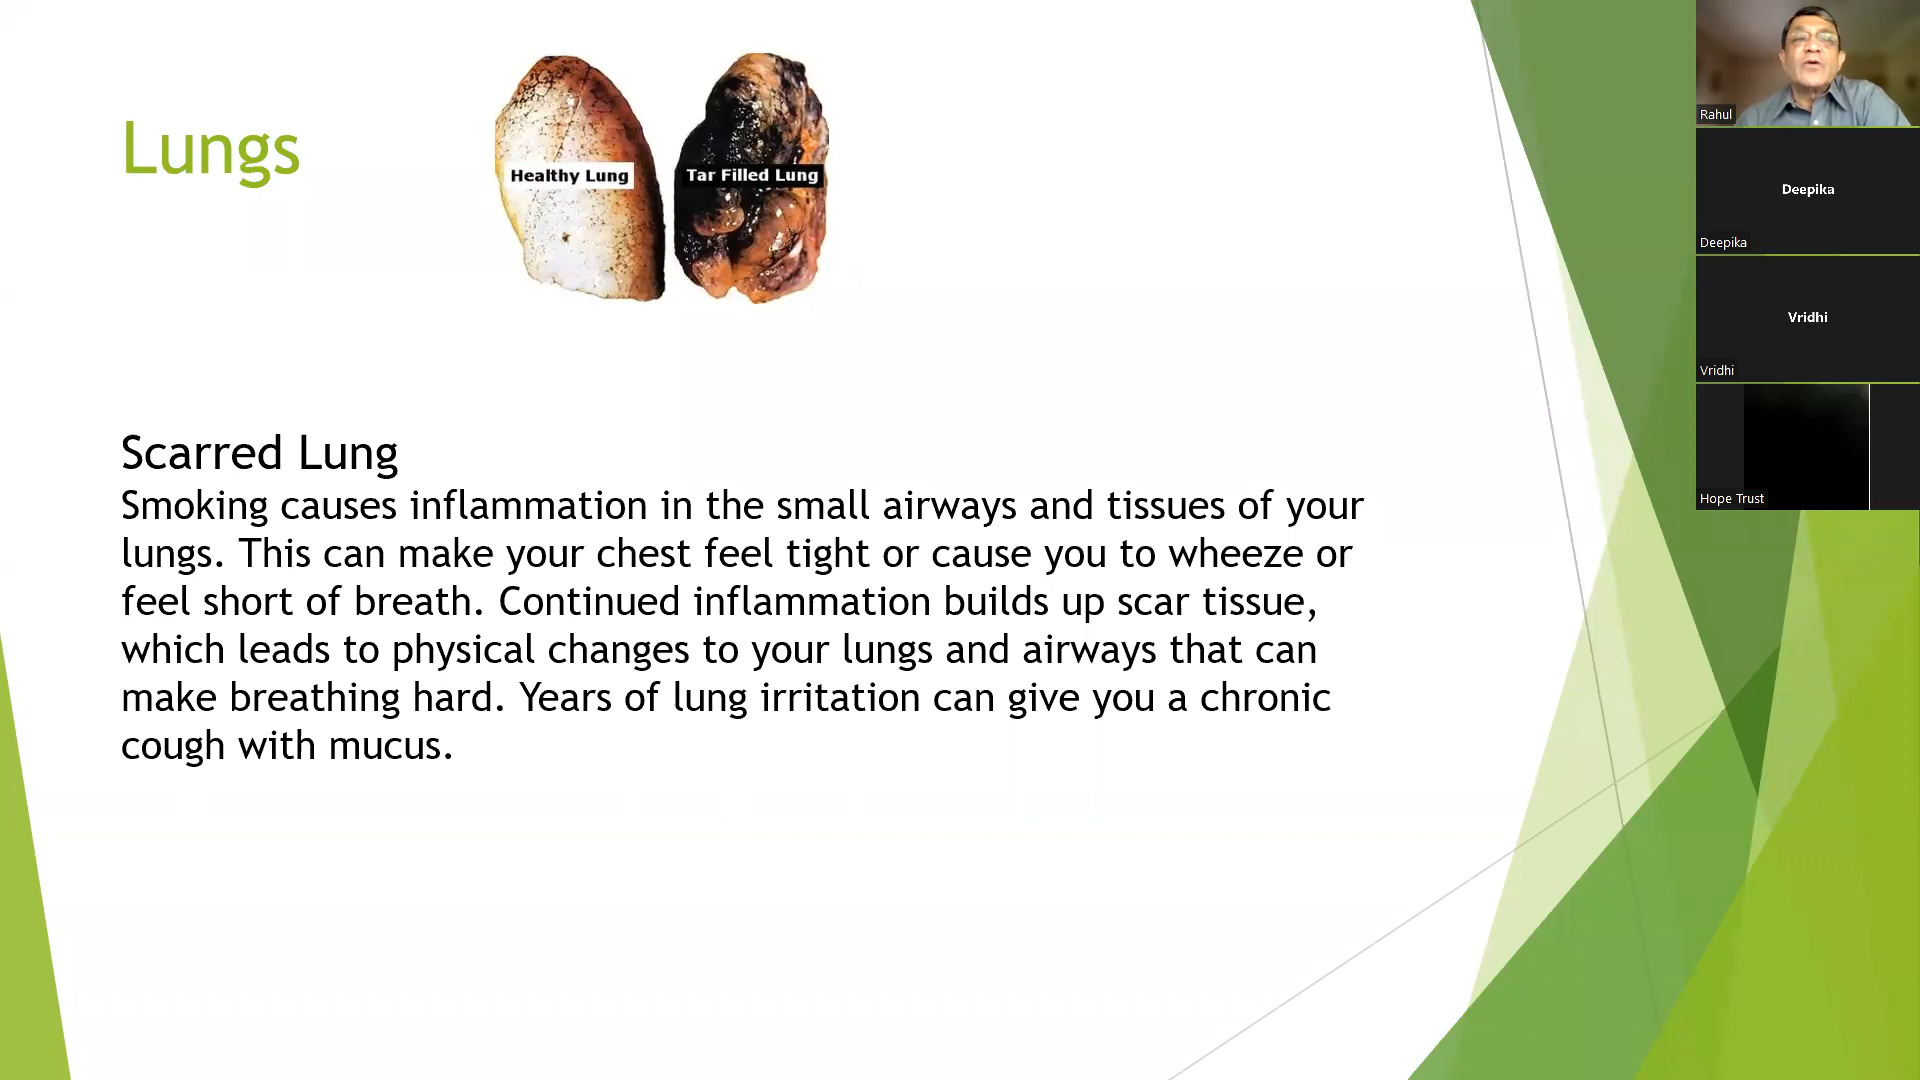 Lungs
Healthy Lung
Tar Filled Lung
Scarred Lung
Smoking causes inflammation in the small airways and tissues of your
lungs. This can make your chest feel tight or cause you to wheeze or
feel short of breath. Continued inflammation builds up scar tissue,
which leads to physical changes to your lungs and airways that can
make breathing hard. Years of lung irritation can give you a chronic
cough with mucus.
Rahul
Deepika
Deepika
Vridhi
Vridhi
Hope Trust